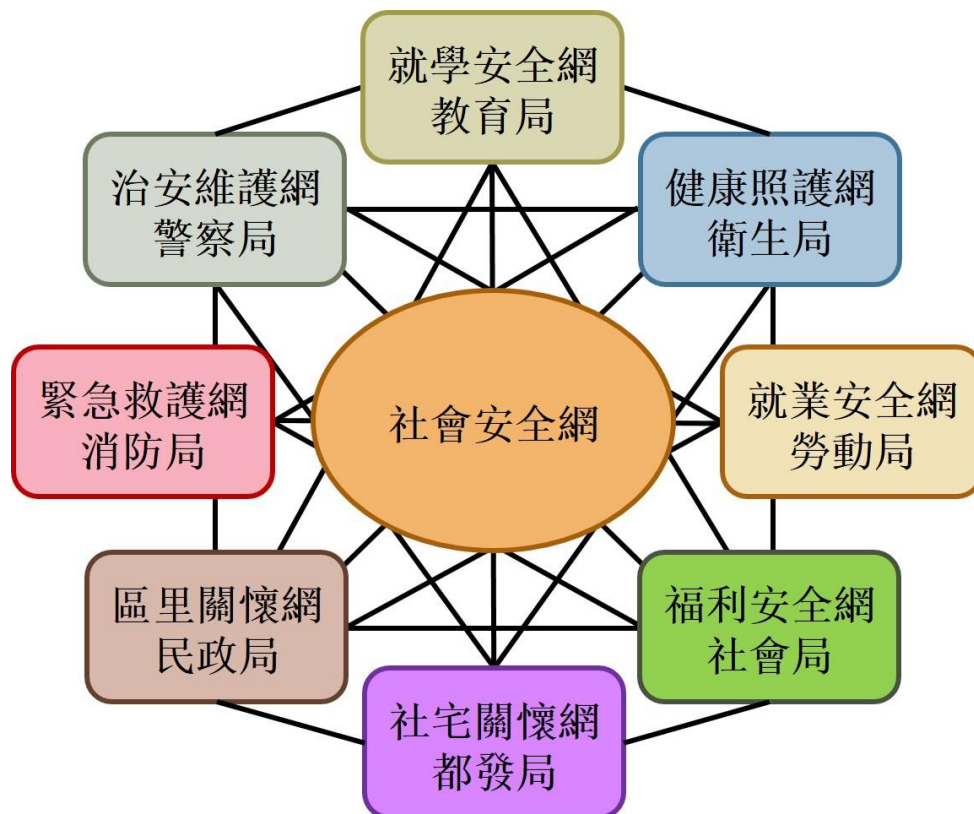 就學安全網
教育局
治安維護網
警察局
健康照護網
衛生局
緊急救護網
消防局
社會安全網
就業安全網
勞動局
區里關懷網
民政局
福利安全網
社會局
社宅關懷網
都發局